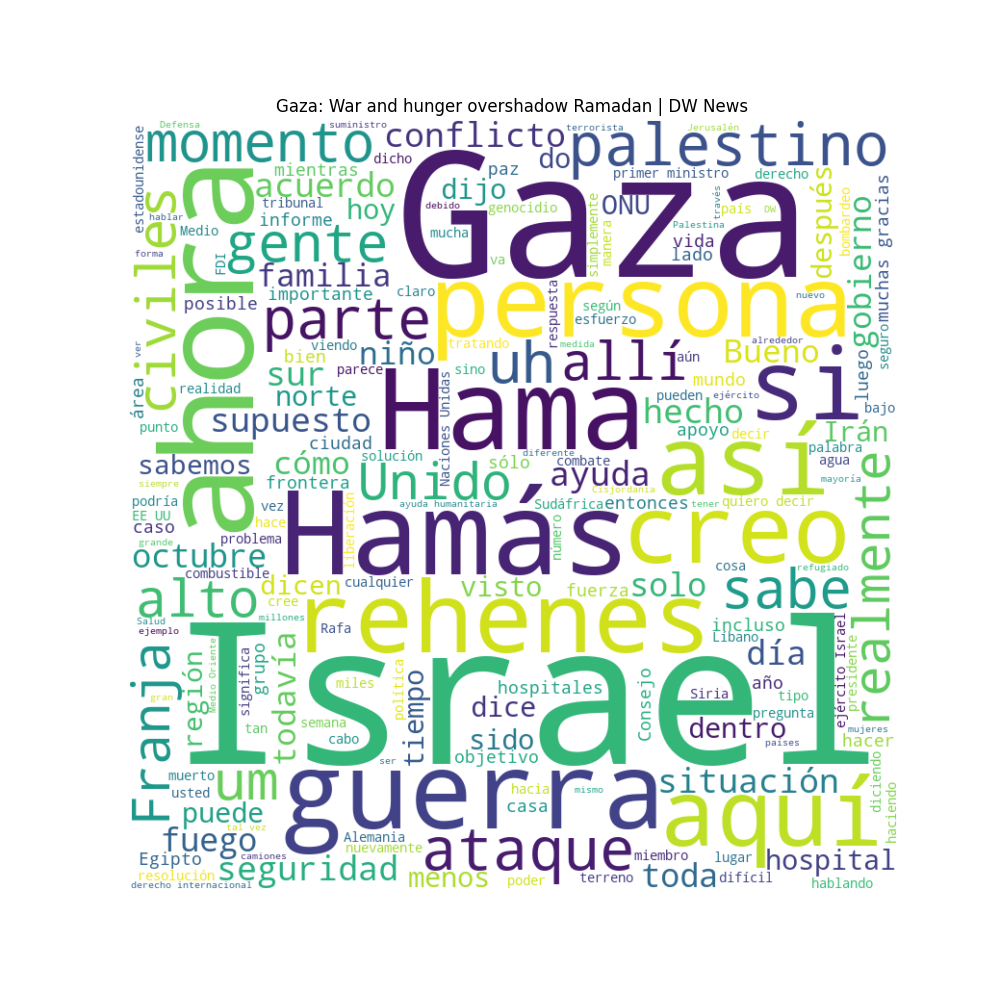 Gaza: War and hunger overshadow Ramadan | DW News
Defensa
suministro
terrorista
Jerusalén
momento
conflicto
palestino
estadounidense
dicho
do
mientras
paz
primer ministro
derecho
acuerdo
dijo
Gaza
ahora
civiles
tribunal
hoy
debido
genocidio
ONU
país
DW
través
después
bombardeo
muchas gracias
hablar
informe
mucha
simplemente
manera
Palestina
Medio
gente
vida
lado
forma
FDI
va
familia
persona
gobierno
posible
importante
claro
respuesta
según
nuevo
parte
esfuerzo
viendo
tratando
medida
alrededor
seguro
ver
bien
niño
uh
allí
aún
Bueno
luego
área
realidad
sur
parece
sino
mundo
si
norte
Hama
pueden
ejército
bajo
punto
supuesto
Naciones Unidas
hecho
apoyo
decir
Irán
ciudad
solución
diferente
palabra
sabemos
cómo
sólo
combate
así
agua
siempre
frontera
Unido
ayuda
Cisjordania
mayoría
podría
vez
ayuda humanitaria
Sudáfrica
entonces
tener
quiero decir
EE UU
caso
hace
liberación
Hamás
número
creo
realmente
grande
problema
octubre
combustible
cosa
refugiado
dicen
cualquier
visto
fuerza
solo
sabe
alto
cree
rehenes
millones
incluso
Salud
ejemplo
Rafa
Líbano
Israel
Franja
región
Medio Oriente
significa
grupo
todavía
día
ejército Israel
presidente
miles
política
hospitales
Consejo
Siria
año
tipo
gran
tiempo
dice
pregunta
tan
semana
dentro
mujeres
cabo
sido
países
hacer
objetivo
ser
muerto
um
guerra
hacia
mismo
situación
aquí
diciendo
haciendo
usted
puede
casa
tal vez
fuego
Alemania
nuevamente
ataque
miembro
lugar
hospital
Egipto
camiones
resolución
seguridad
menos
poder
terreno
toda
difícil
hablando
derecho internacional